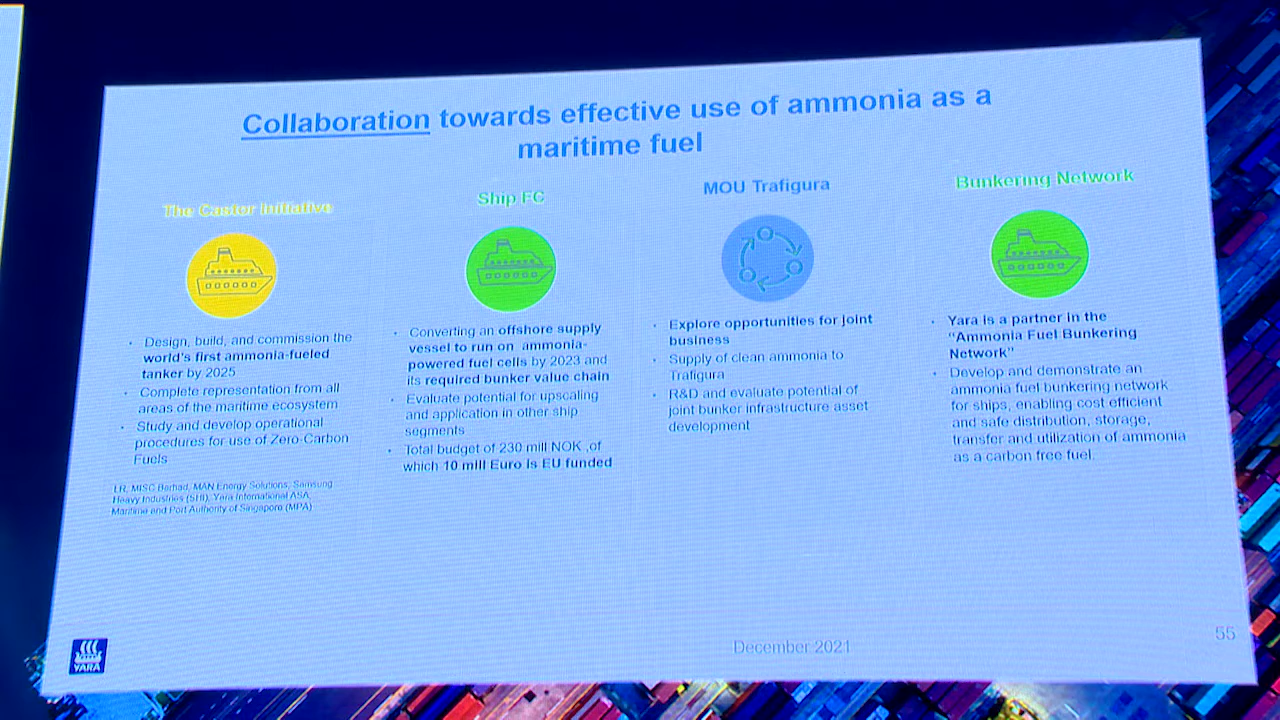 Collaboration towards effective use of ammonia as a
maritime fuel
The Castor Initiative
Design, build, and commission the
world's first ammonia-fueled
tanker by 2025
Complete representation from all
areas of the maritime ecosystem
Study and develop operational
procedures for use of Zero-Carbon
Fuels
LR, MISC Berhad, MAN Energy Solutions, Samsung
Heavy Industries (SHI), Yara International ASA,
Maritime and Port Authority of Singapore (MPA)
Ship FC
Converting an offshore supply
vessel to run on ammonia-
powered fuel cells by 2023 and
its required bunker value chain
Evaluate potential for upscaling
and application in other ship
segments
Total budget of 230 mill NOK ,of
which 10 mill Euro is EU funded
MOU Trafigura
Explore opportunities for joint
business
Supply of clean ammonia to
Trafigura
R&D and evaluate potential of
joint bunker infrastructure asset
development
Bunkering Network
Yara is a partner in the
"Ammonia Fuel Bunkering
Network"
Develop and demonstrate an
ammonia fuel bunkering network
for ships, enabling cost efficient
and safe distribution, storage,
transfer and utilization of ammonia
as a carbon free fuel.
YARA
December 2021
55